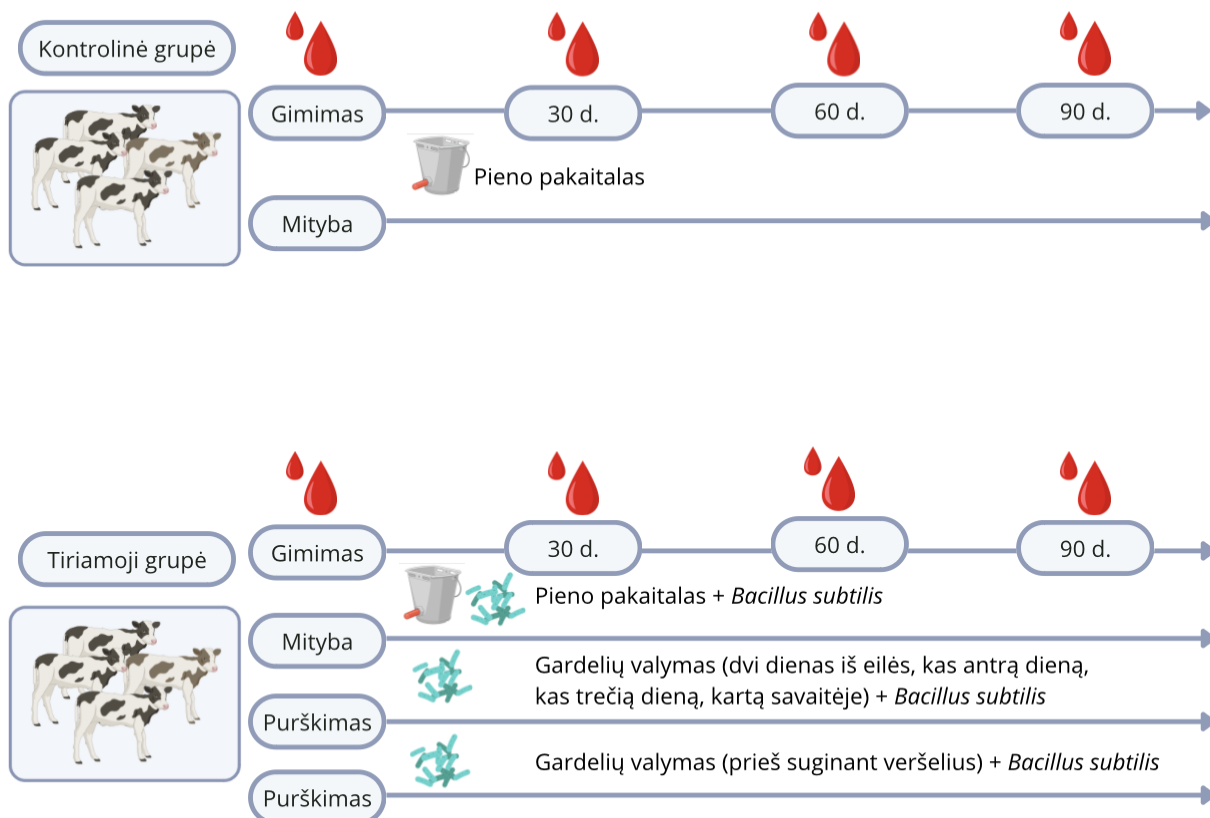 Kontrolinė grupė
Gimimas
30 d.
60 d.
90 d.
Pieno pakaitalas
Mityba
Tiriamoji grupė
Gimimas
30 d.
60 d.
90 d.
Pieno pakaitalas + Bacillus subtilis
Mityba
Gardelių valymas (dvi dienas iš eilės, kas antrą dieną,
kas trečią dieną, kartą savaitėje) + Bacillus subtilis
Purškimas
Gardelių valymas (prieš suginant veršelius) + Bacillus subtilis
Purškimas